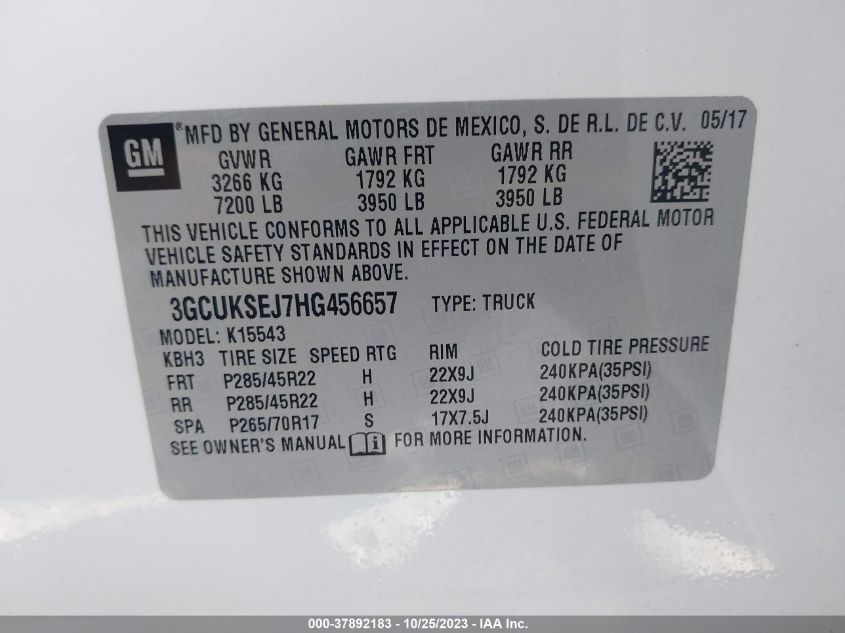 GM ® MFD BY GENERAL MOTORS DE MEXICO, S. DE R.L. DE C.V. 05/17
GVWR GAWR FRT GAWR RR
3266 KG 1792 KG 1792 KG
7200 LB 3950 LB 3950 LB
THIS VEHICLE CONFORMS TO ALL APPLICABLE U.S. FEDERAL MOTOR
VEHICLE SAFETY STANDARDS IN EFFECT ON THE DATE OF
MANUFACTURE SHOWN ABOVE.
3GCUKSEJ7HG456657 TYPE: TRUCK
MODEL: K15543
KBH3 TIRE SIZE SPEED RTG RIM COLD TIRE PRESSURE
FRT P285/45R22 H 22X9J 240KPA(35PSI)
RR P285/45R22 H 22X9J 240KPA(35PSI)
SPA P265/70R17 S 17X7.5J 240KPA(35PSI)
SEE OWNER'S MANUAL i FOR MORE INFORMATION.
000-37892183 - 10/25/2023 - IAA Inc.